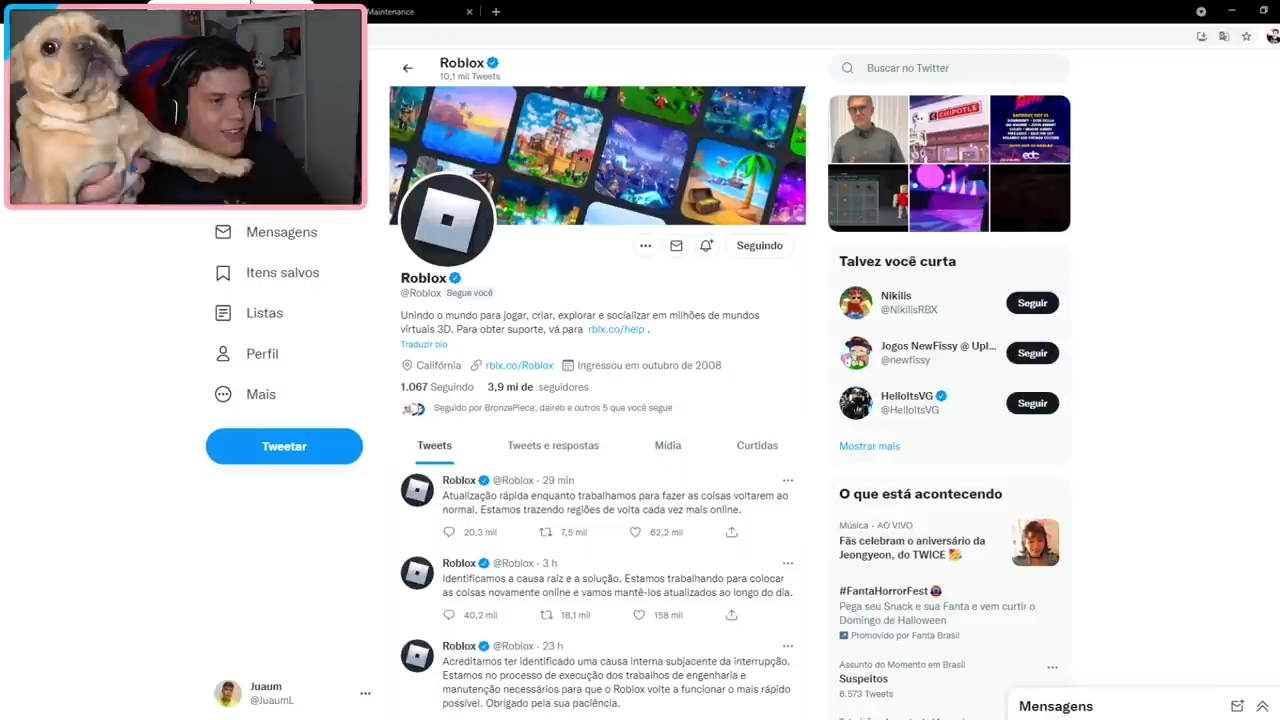 Maintenance
Mensagens
Itens salvos
Listas
Perfil
Mais
Tweetar
Juaum
@JuaumL
Roblox
10,1 mil Tweets
Seguindo
Roblox
@Roblox Segue você
Unindo o mundo para jogar, criar, explorar e socializar em milhões de mundos
virtuais 3D. Para obter suporte, vá para rblx.co/help .
Traduzir bio
Califórnia rblx.co/Roblox Ingressou em outubro de 2008
1.067 Seguindo 3,9 mi de seguidores
Seguido por BronzePiece, daireb e outros 5 que você segue
Tweets Tweets e respostas Mídia Curtidas
Roblox @Roblox · 29 min
Atualização rápida enquanto trabalhamos para fazer as coisas voltarem ao
normal. Estamos trazendo regiões de volta cada vez mais online.
20,3 mil 7,5 mil 62,2 mil
Roblox @Roblox · 3 h
Identificamos a causa raiz e a solução. Estamos trabalhando para colocar
as coisas novamente online e vamos mantê-los atualizados ao longo do dia.
40,2 mil 18,1 mil 158 mil
Roblox @Roblox · 23 h
Acreditamos ter identificado uma causa interna subjacente da interrupção.
Estamos no processo de execução dos trabalhos de engenharia e
manutenção necessários para que o Roblox volte a funcionar o mais rápido
possível. Obrigado pela sua paciência.
Buscar no Twitter
CHIPOTLE
edc
Talvez você curta
Nikilis
@NikilisRBX
Seguir
Jogos NewFissy @ Upl...
@newfissy
Seguir
HelloItsVG
@HelloItsVG
Seguir
Mostrar mais
O que está acontecendo
Música · AO VIVO
Fãs celebram o aniversário da
Jeongyeon, do TWICE
#FantaHorrorFest
Pega seu Snack e sua Fanta e vem curtir o
Domingo de Halloween
Promovido por Fanta Brasil
Assunto do Momento em Brasil
Suspeitos
6.573 Tweets
Mensagens